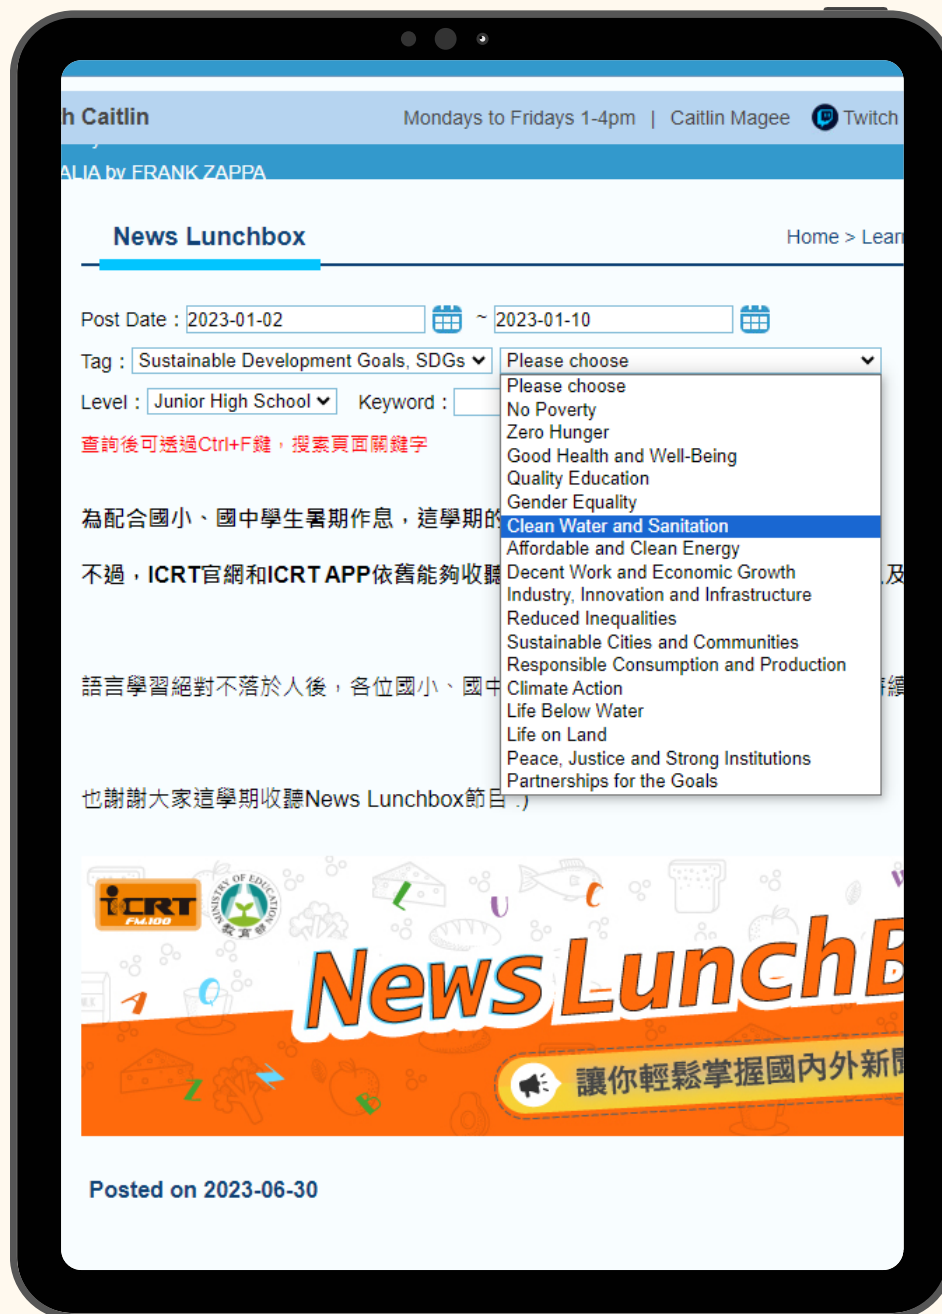 h Caitlin
Mondays to Fridays 1-4pm | Caitlin Magee Twitch
ALIA by FRANK ZAPPA
News Lunchbox
Home > Lear
Post Date : 2023-01-02 ~ 2023-01-10
Tag : Sustainable Development Goals, SDGs Please choose
Level : Junior High School Keyword :
Please choose
No Poverty
Zero Hunger
Good Health and Well-Being
Quality Education
Gender Equality
Clean Water and Sanitation
Affordable and Clean Energy
Decent Work and Economic Growth
Industry, Innovation and Infrastructure
Reduced Inequalities
Sustainable Cities and Communities
Responsible Consumption and Production
Climate Action
Life Below Water
Life on Land
Peace, Justice and Strong Institutions
Partnerships for the Goals
查詢後可透過Ctrl+F鍵，搜索頁面關鍵字
為配合國小、國中學生暑期作息，這學期的
不過，ICRT官網和ICRT APP依舊能夠收聽 及
語言學習絕對不落於人後，各位國小、國中 續
也謝謝大家這學期收聽News Lunchbox節目 :)
iCRT
FM.100
MINISTRY OF EDUCATION
教育部
L U C
A Q
News LunchB
Z N B
讓你輕鬆掌握國內外新聞
Posted on 2023-06-30